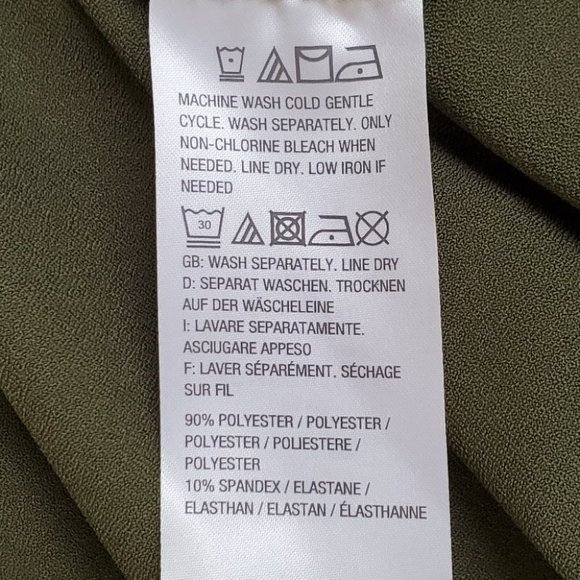 MACHINE WASH COLD GENTLE
CYCLE. WASH SEPARATELY. ONLY
NON-CHLORINE BLEACH WHEN
NEEDED. LINE DRY. LOW IRON IF
NEEDED
30
GB: WASH SEPARATELY. LINE DRY
D: SEPARAT WASCHEN. TROCKNEN
AUF DER WÄSCHELEINE
I: LAVARE SEPARATAMENTE.
ASCIUGARE APPESO
F: LAVER SÉPARÉMENT. SÉCHAGE
SUR FIL
90% POLYESTER / POLYESTER /
POLYESTER / POLIESTERE /
POLYESTER
10% SPANDEX / ELASTANE /
ELASTHAN / ELASTAN / ÉLASTHANNE